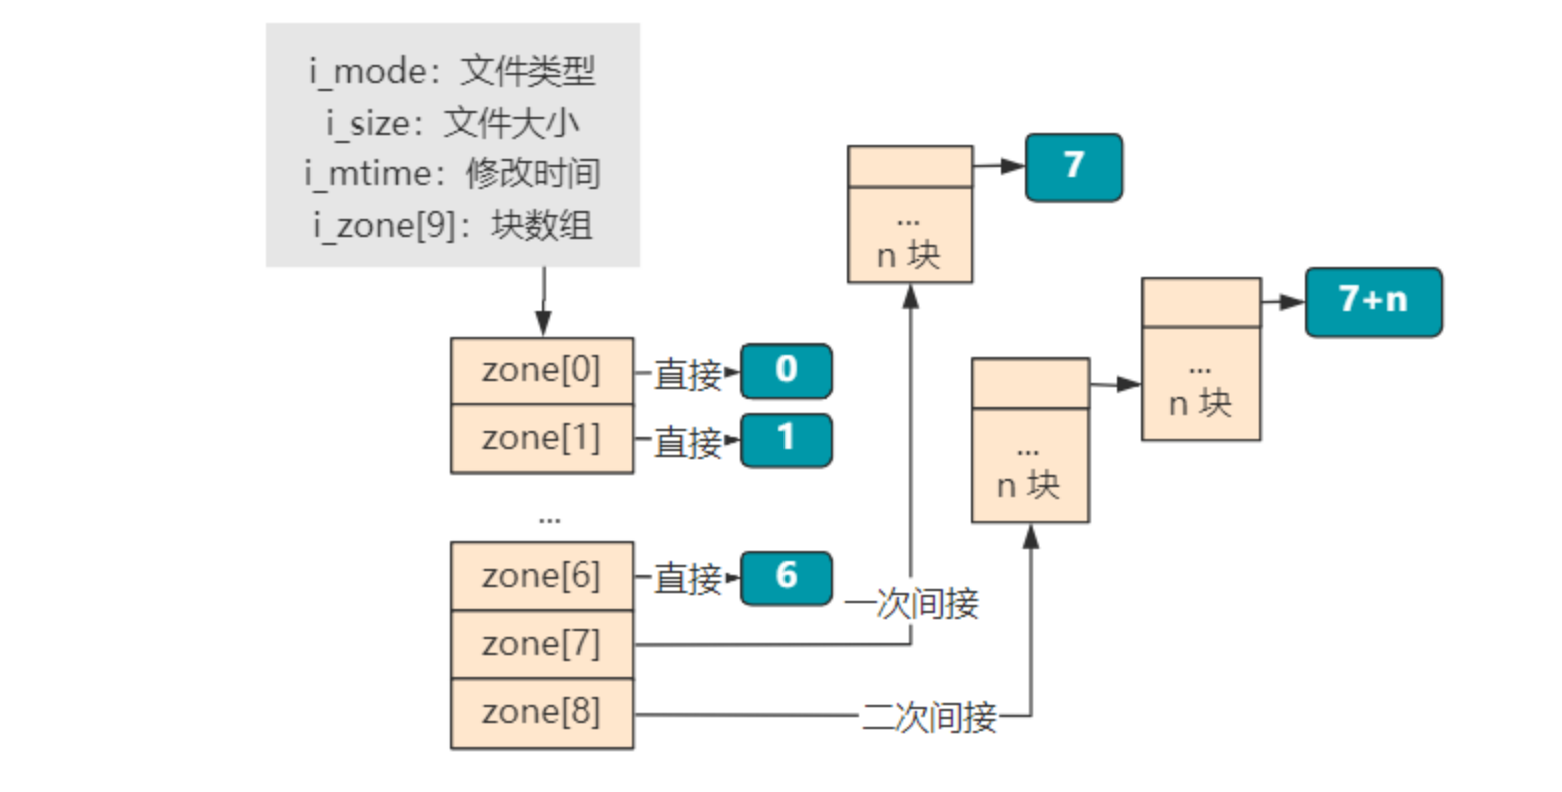 i_mode：文件类型
i_size：文件大小
i_mtime：修改时间
i_zone[9]：块数组
zone[0]
直接
0
zone[1]
直接
1
...
zone[6]
直接
6
zone[7]
一次间接
zone[8]
二次间接
...
n 块
7
...
n 块
...
n 块
7+n